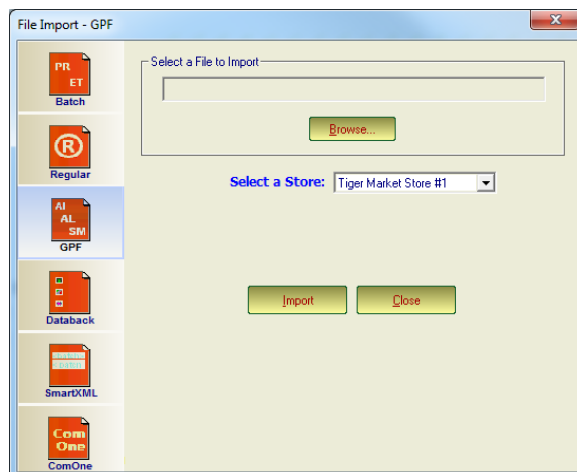 File Import - GPF
x
PR
ET
Batch
®
Regular
AI
AL
SM
GPF
Databack
SmartXML
Com
One
ComOne
Select a File to Import
Browse...
Select a Store: Tiger Market Store #1
Import Close